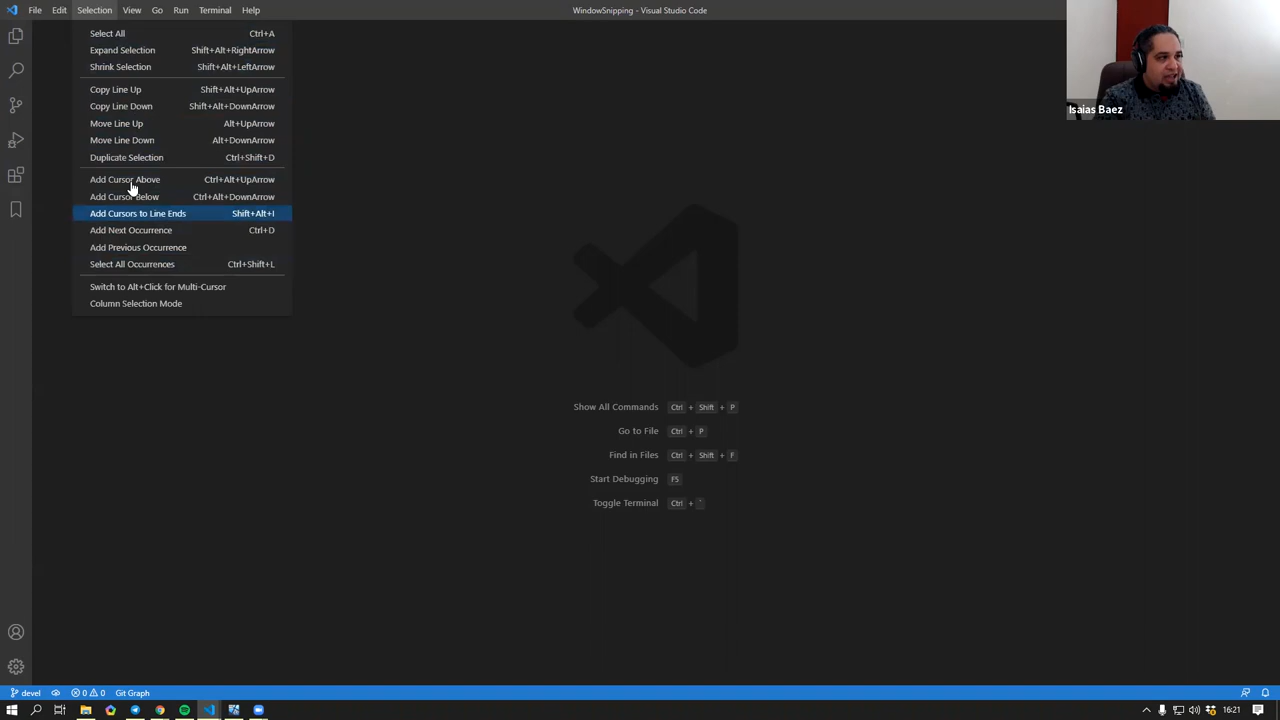 File Edit Selection View Go Run Terminal Help WindowSnipping - Visual Studio Code
Select All Ctrl+A
Expand Selection Shift+Alt+RightArrow
Shrink Selection Shift+Alt+LeftArrow
Copy Line Up Shift+Alt+UpArrow
Copy Line Down Shift+Alt+DownArrow
Move Line Up Alt+UpArrow
Move Line Down Alt+DownArrow
Duplicate Selection Ctrl+Shift+D
Add Cursor Above Ctrl+Alt+UpArrow
Add Cursor Below Ctrl+Alt+DownArrow
Add Cursors to Line Ends Shift+Alt+I
Add Next Occurrence Ctrl+D
Add Previous Occurrence
Select All Occurrences Ctrl+Shift+L
Switch to Alt+Click for Multi-Cursor
Column Selection Mode
Isaias Baez
Show All Commands Ctrl + Shift + P
Go to File Ctrl + P
Find in Files Ctrl + Shift + F
Start Debugging F5
Toggle Terminal Ctrl + `
devel 0 0 Git Graph
16:21